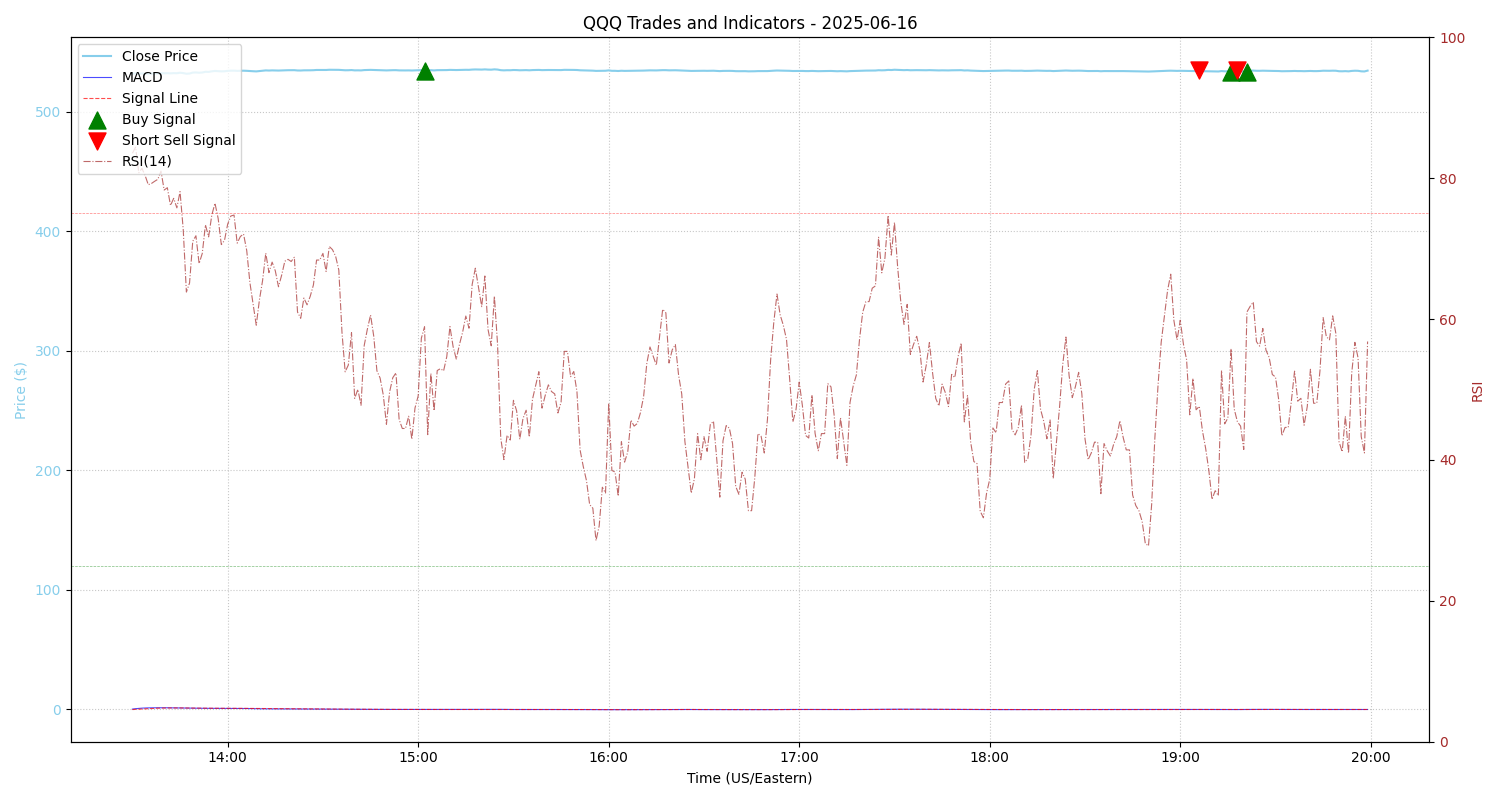 QQQ Trades and Indicators - 2025-06-16
Close Price
MACD
Signal Line
Buy Signal
Short Sell Signal
RSI(14)
500
400
300
200
100
0
Price ($)
100
80
60
40
20
0
RSI
14:00 15:00 16:00 17:00 18:00 19:00 20:00
Time (US/Eastern)